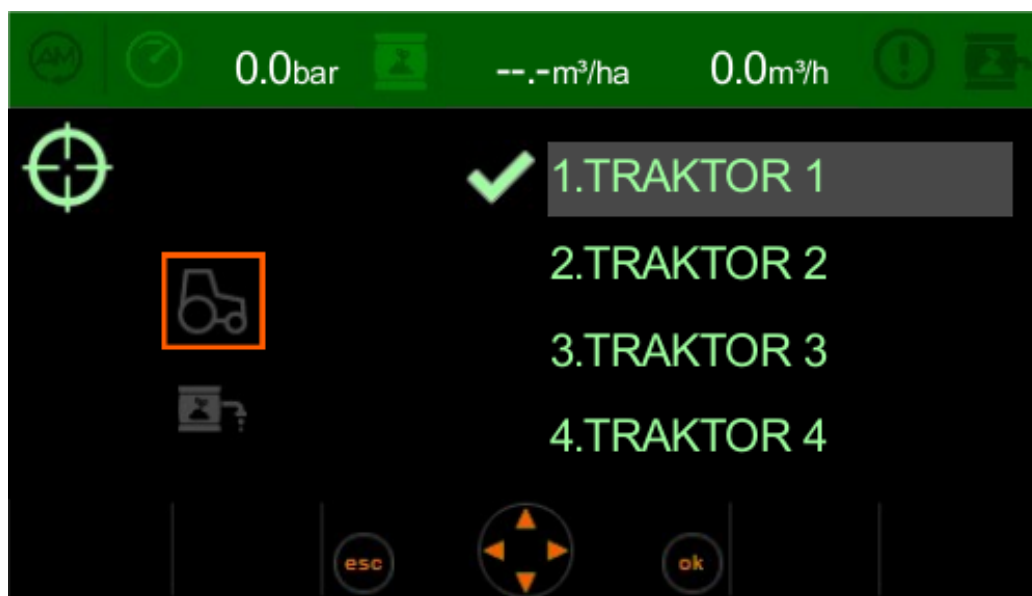 AM 0.0bar --.-m³/ha 0.0m³/h
1.TRAKTOR 1
2.TRAKTOR 2
3.TRAKTOR 3
4.TRAKTOR 4
esc ok